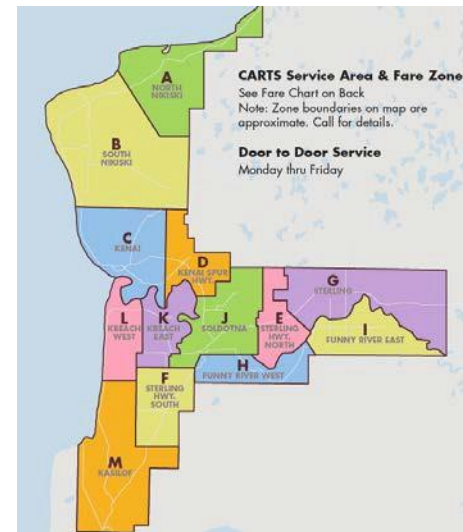 A
NORTH
NIKISKI
CARTS Service Area & Fare Zone
See Fare Chart on Back
Note: Zone boundaries on map are
approximate. Call for details.
Door to Door Service
Monday thru Friday
B
SOUTH
NIKISKI
C
KENAI
D
KENAI SPUR
HWY.
G
STERLING
L
KBEACH
WEST
K
KBEACH
EAST
J
SOLDOTNA
E
STERLING
HWY.
NORTH
I
FUNNY RIVER EAST
H
FUNNY RIVER WEST
F
STERLING
HWY.
SOUTH
M
KASILOF